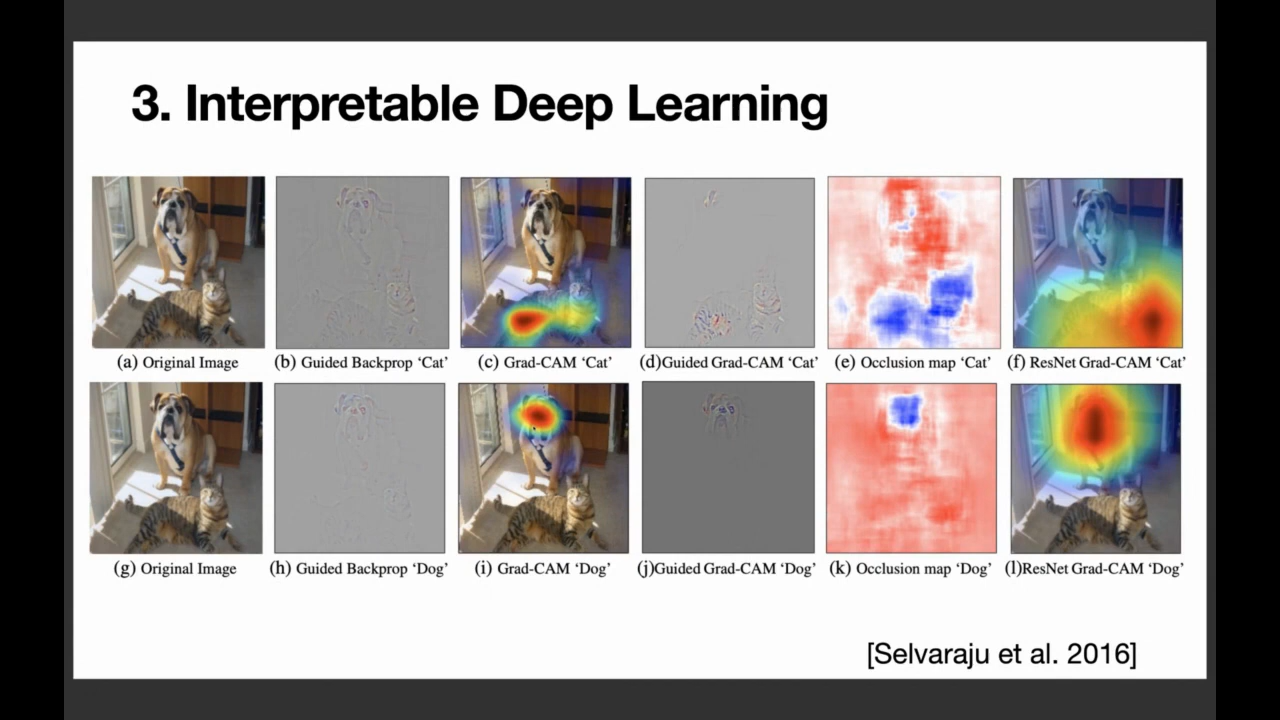 3. Interpretable Deep Learning
(a) Original Image
(b) Guided Backprop ‘Cat’
(c) Grad-CAM ‘Cat’
(d)Guided Grad-CAM ‘Cat’
(e) Occlusion map ‘Cat’
(f) ResNet Grad-CAM ‘Cat’
(g) Original Image
(h) Guided Backprop ‘Dog’
(i) Grad-CAM ‘Dog’
(j)Guided Grad-CAM ‘Dog’
(k) Occlusion map ‘Dog’
(l)ResNet Grad-CAM ‘Dog’
[Selvaraju et al. 2016]